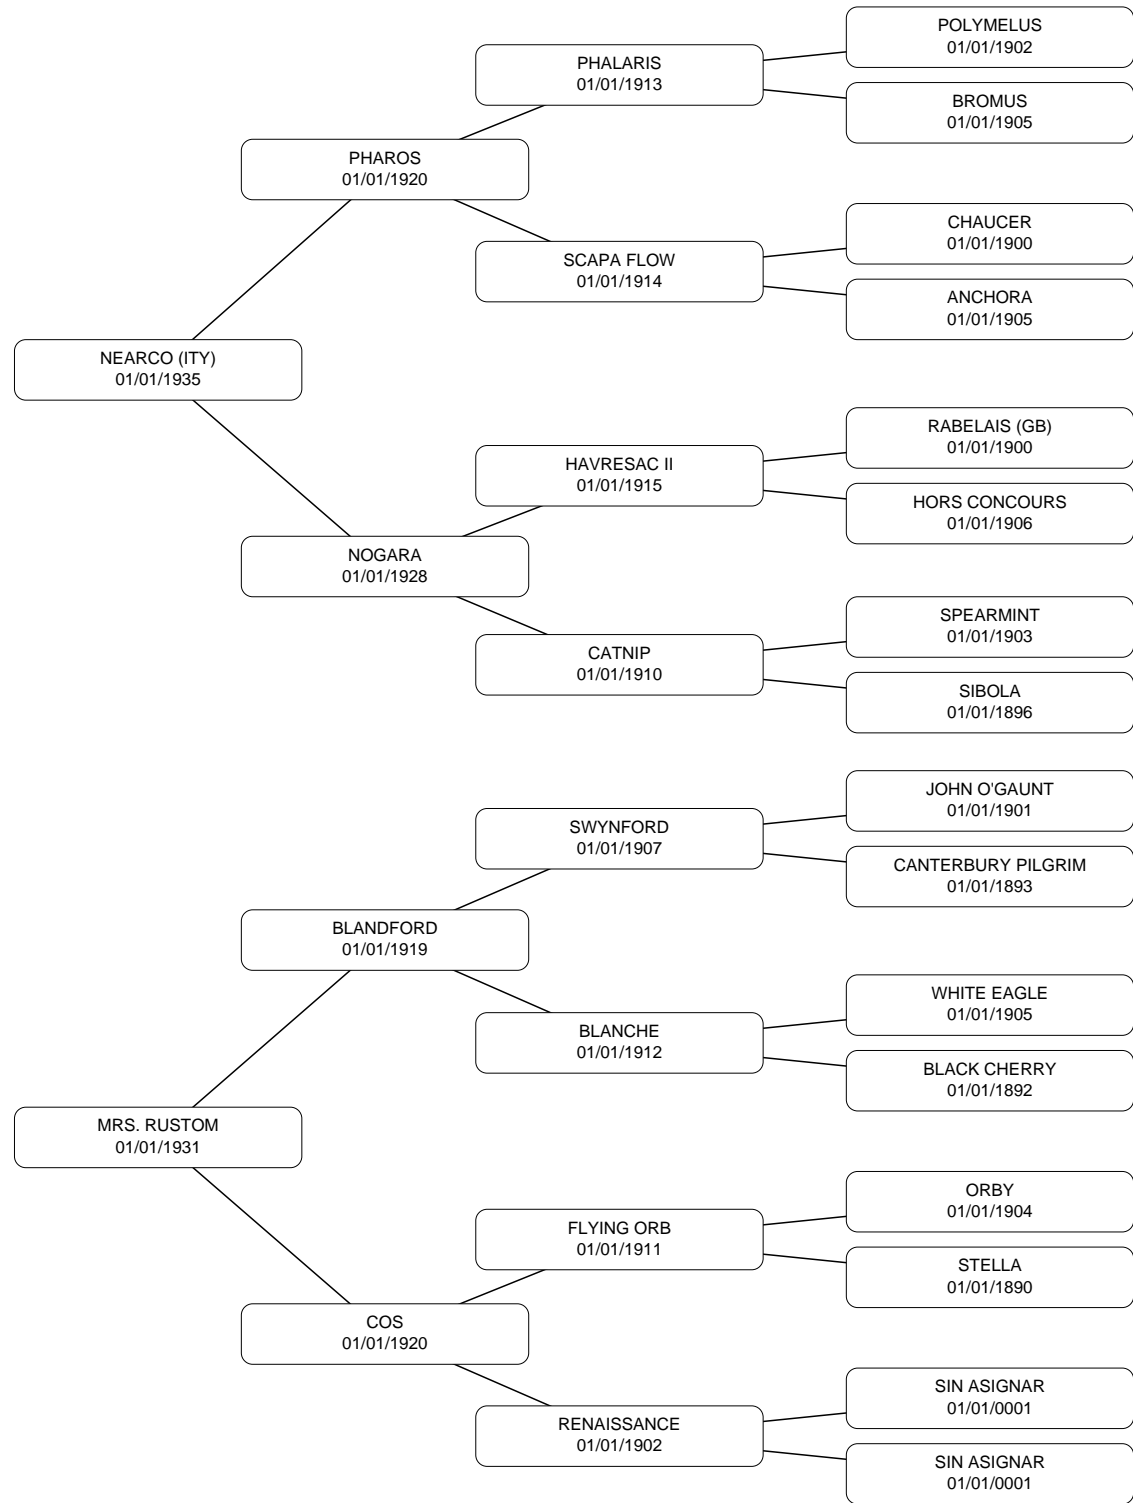 POLYMELUS
01/01/1902
PHALARIS
01/01/1913
BROMUS
01/01/1905
PHAROS
01/01/1920
CHAUCER
01/01/1900
SCAPA FLOW
01/01/1914
ANCHORA
01/01/1905
NEARCO (ITY)
01/01/1935
RABELAIS (GB)
01/01/1900
HAVRESAC II
01/01/1915
HORS CONCOURS
01/01/1906
NOGARA
01/01/1928
SPEARMINT
01/01/1903
CATNIP
01/01/1910
SIBOLA
01/01/1896
JOHN O'GAUNT
01/01/1901
SWYNFORD
01/01/1907
CANTERBURY PILGRIM
01/01/1893
BLANDFORD
01/01/1919
WHITE EAGLE
01/01/1905
BLANCHE
01/01/1912
BLACK CHERRY
01/01/1892
MRS. RUSTOM
01/01/1931
ORBY
01/01/1904
FLYING ORB
01/01/1911
STELLA
01/01/1890
COS
01/01/1920
SIN ASIGNAR
01/01/0001
RENAISSANCE
01/01/1902
SIN ASIGNAR
01/01/0001